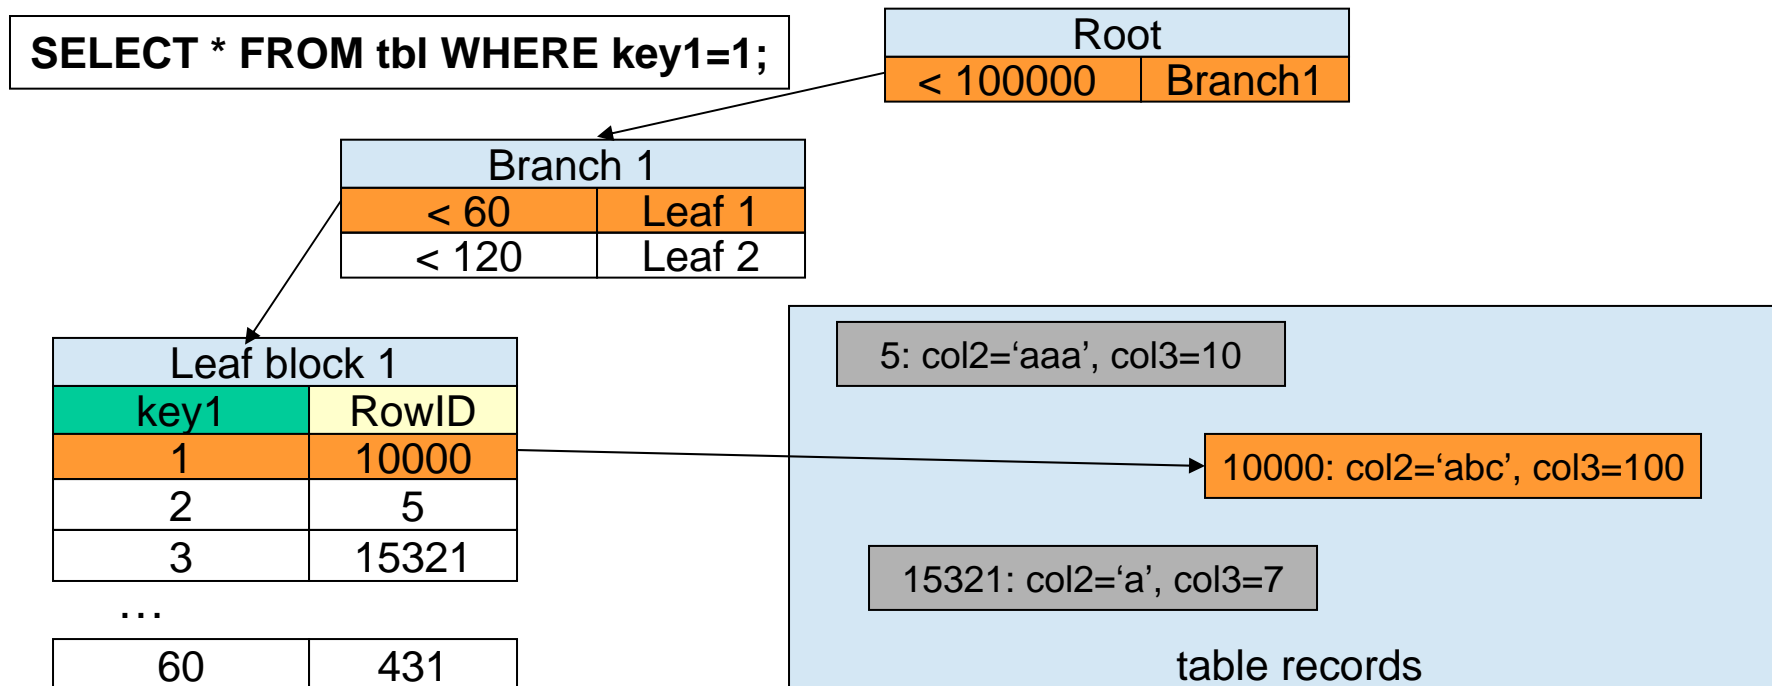 SELECT * FROM tbl WHERE key1=1;
Root
< 100000 Branch1
Branch 1
< 60 Leaf 1
< 120 Leaf 2
Leaf block 1
key1 RowID
1 10000
2 5
3 15321
…
60 431
5: col2=‘aaa’, col3=10
10000: col2=‘abc’, col3=100
15321: col2=‘a’, col3=7
table records